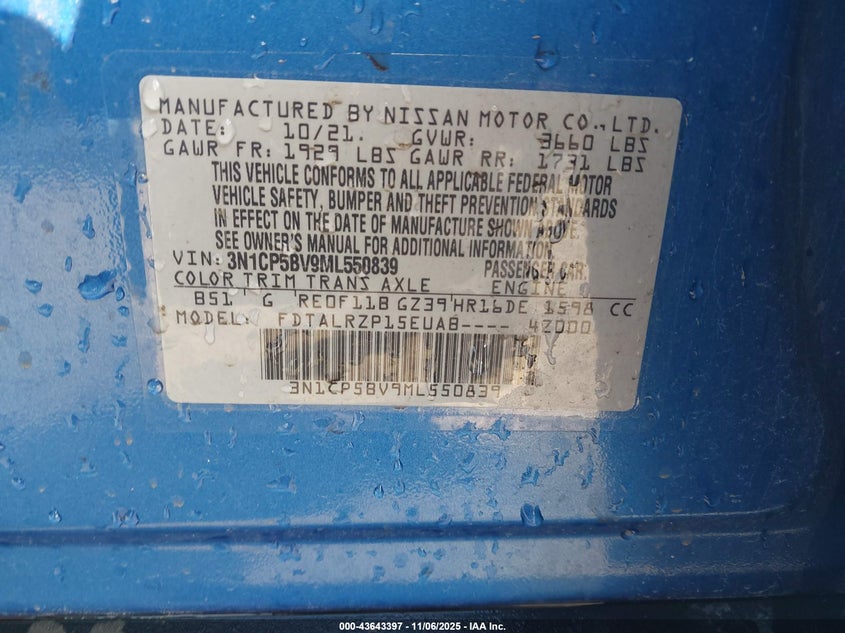 MANUFACTURED BY NISSAN MOTOR CO.,LTD.
DATE: 10/21. GVWR: 3660 LBS
GAWR FR: 1929 LBS GAWR RR: 1731 LBS
THIS VEHICLE CONFORMS TO ALL APPLICABLE FEDERAL MOTOR
VEHICLE SAFETY, BUMPER AND THEFT PREVENTION STANDARDS
IN EFFECT ON THE DATE OF MANUFACTURE SHOWN ABOVE.
SEE OWNER'S MANUAL FOR ADDITIONAL INFORMATION.
VIN: 3N1CP5BV9ML550839 PASSENGER CAR.
COLOR TRIM TRANS AXLE ENGINE
B51 G RE0F11B GZ39 HR16DE 1598 CC
MODEL: FDTALRZP15EUAB---- 4Z000
3N1CP5BV9ML550839
000-43643397 - 11/06/2025 - IAA Inc.